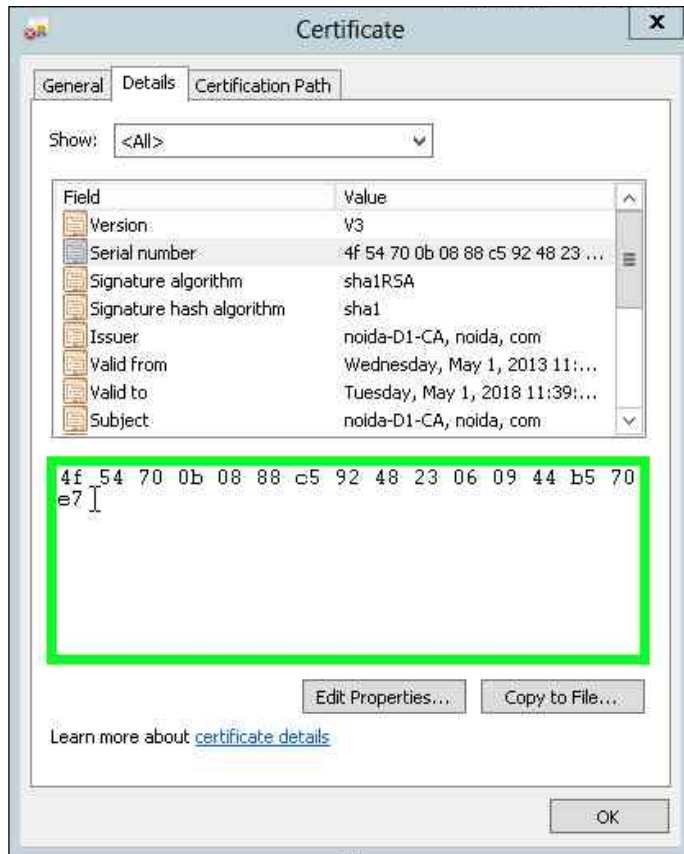 Certificate
x
General Details Certification Path
Show: <All>
Field Value
Version V3
Serial number 4f 54 70 0b 08 88 c5 92 48 23 ...
Signature algorithm sha1RSA
Signature hash algorithm sha1
Issuer noida-D1-CA, noida, com
Valid from Wednesday, May 1, 2013 11:...
Valid to Tuesday, May 1, 2018 11:39:...
Subject noida-D1-CA, noida, com
4f 54 70 0b 08 88 c5 92 48 23 06 09 44 b5 70
e7
Edit Properties... Copy to File...
Learn more about certificate details
OK